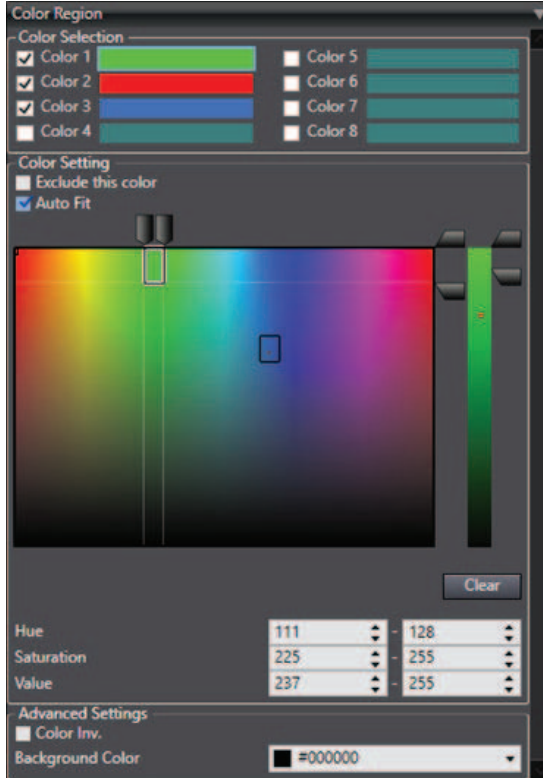 Color Region
Color Selection
Color 1 Color 5
Color 2 Color 6
Color 3 Color 7
Color 4 Color 8
Color Setting
Exclude this color
Auto Fit
Clear
Hue 111 - 128
Saturation 225 - 255
Value 237 - 255
Advanced Settings
Color Inv.
Background Color #000000